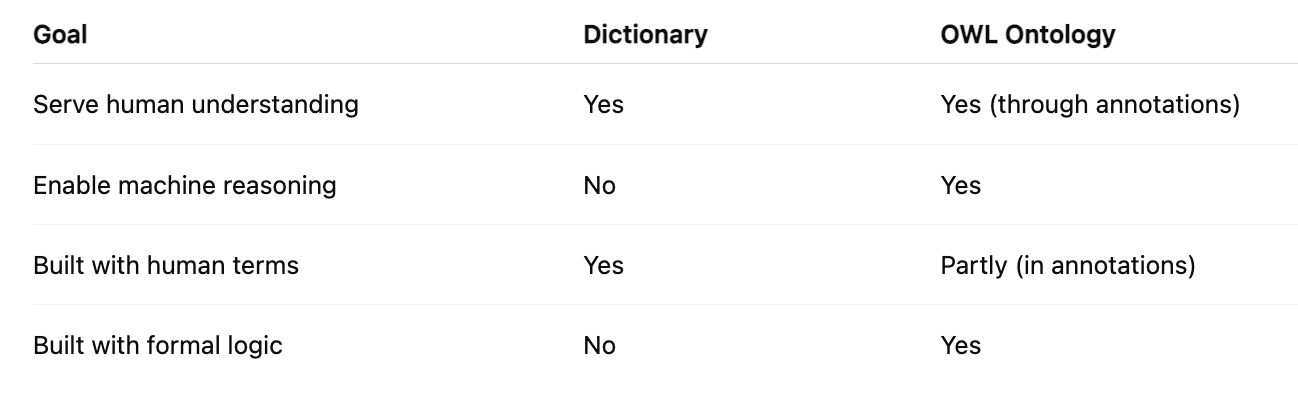 Goal Dictionary OWL Ontology
Serve human understanding Yes Yes (through annotations)
Enable machine reasoning No Yes
Built with human terms Yes Partly (in annotations)
Built with formal logic No Yes